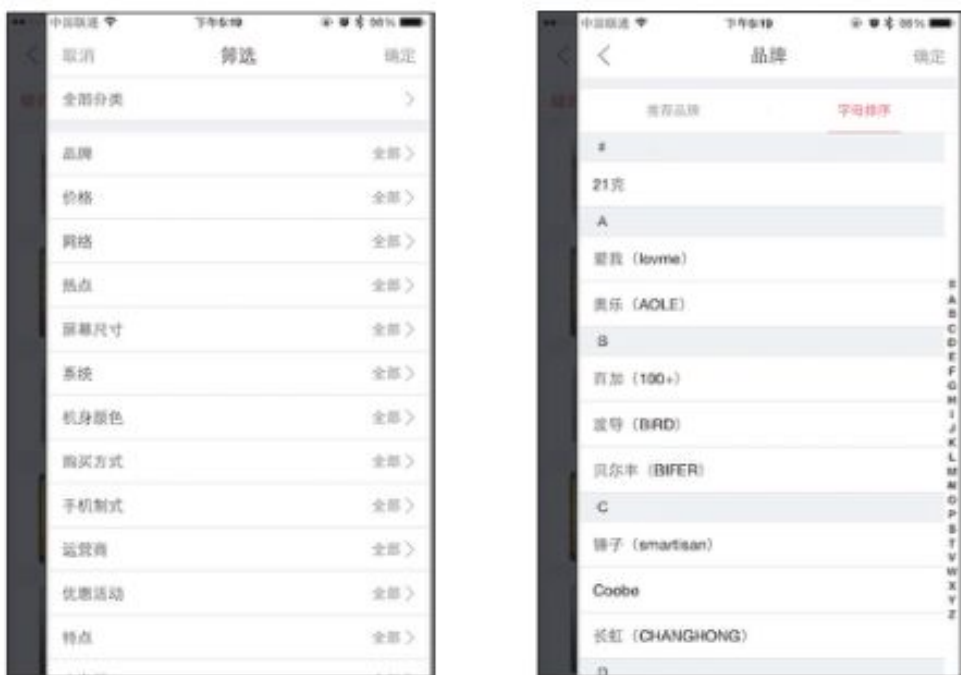 中国联通 下午5:19
取消 筛选 确定
全部分类
品牌 全部
价格 全部
网络 全部
热点 全部
屏幕尺寸 全部
系统 全部
机身颜色 全部
购买方式 全部
手机制式 全部
运营商 全部
优惠活动 全部
特点 全部
中国联通 下午5:19
品牌 确定
推荐品牌 字母排序
#
21克
A
爱我（lovme）
奥乐（AOLE）
B
百加（100+）
波导（BIRD）
贝尔丰（BIFER）
C
锤子（smartisan）
Coobe
长虹（CHANGHONG）
D
#
A
B
C
D
E
F
G
H
I
J
K
L
M
N
O
P
S
T
V
W
X
Y
Z